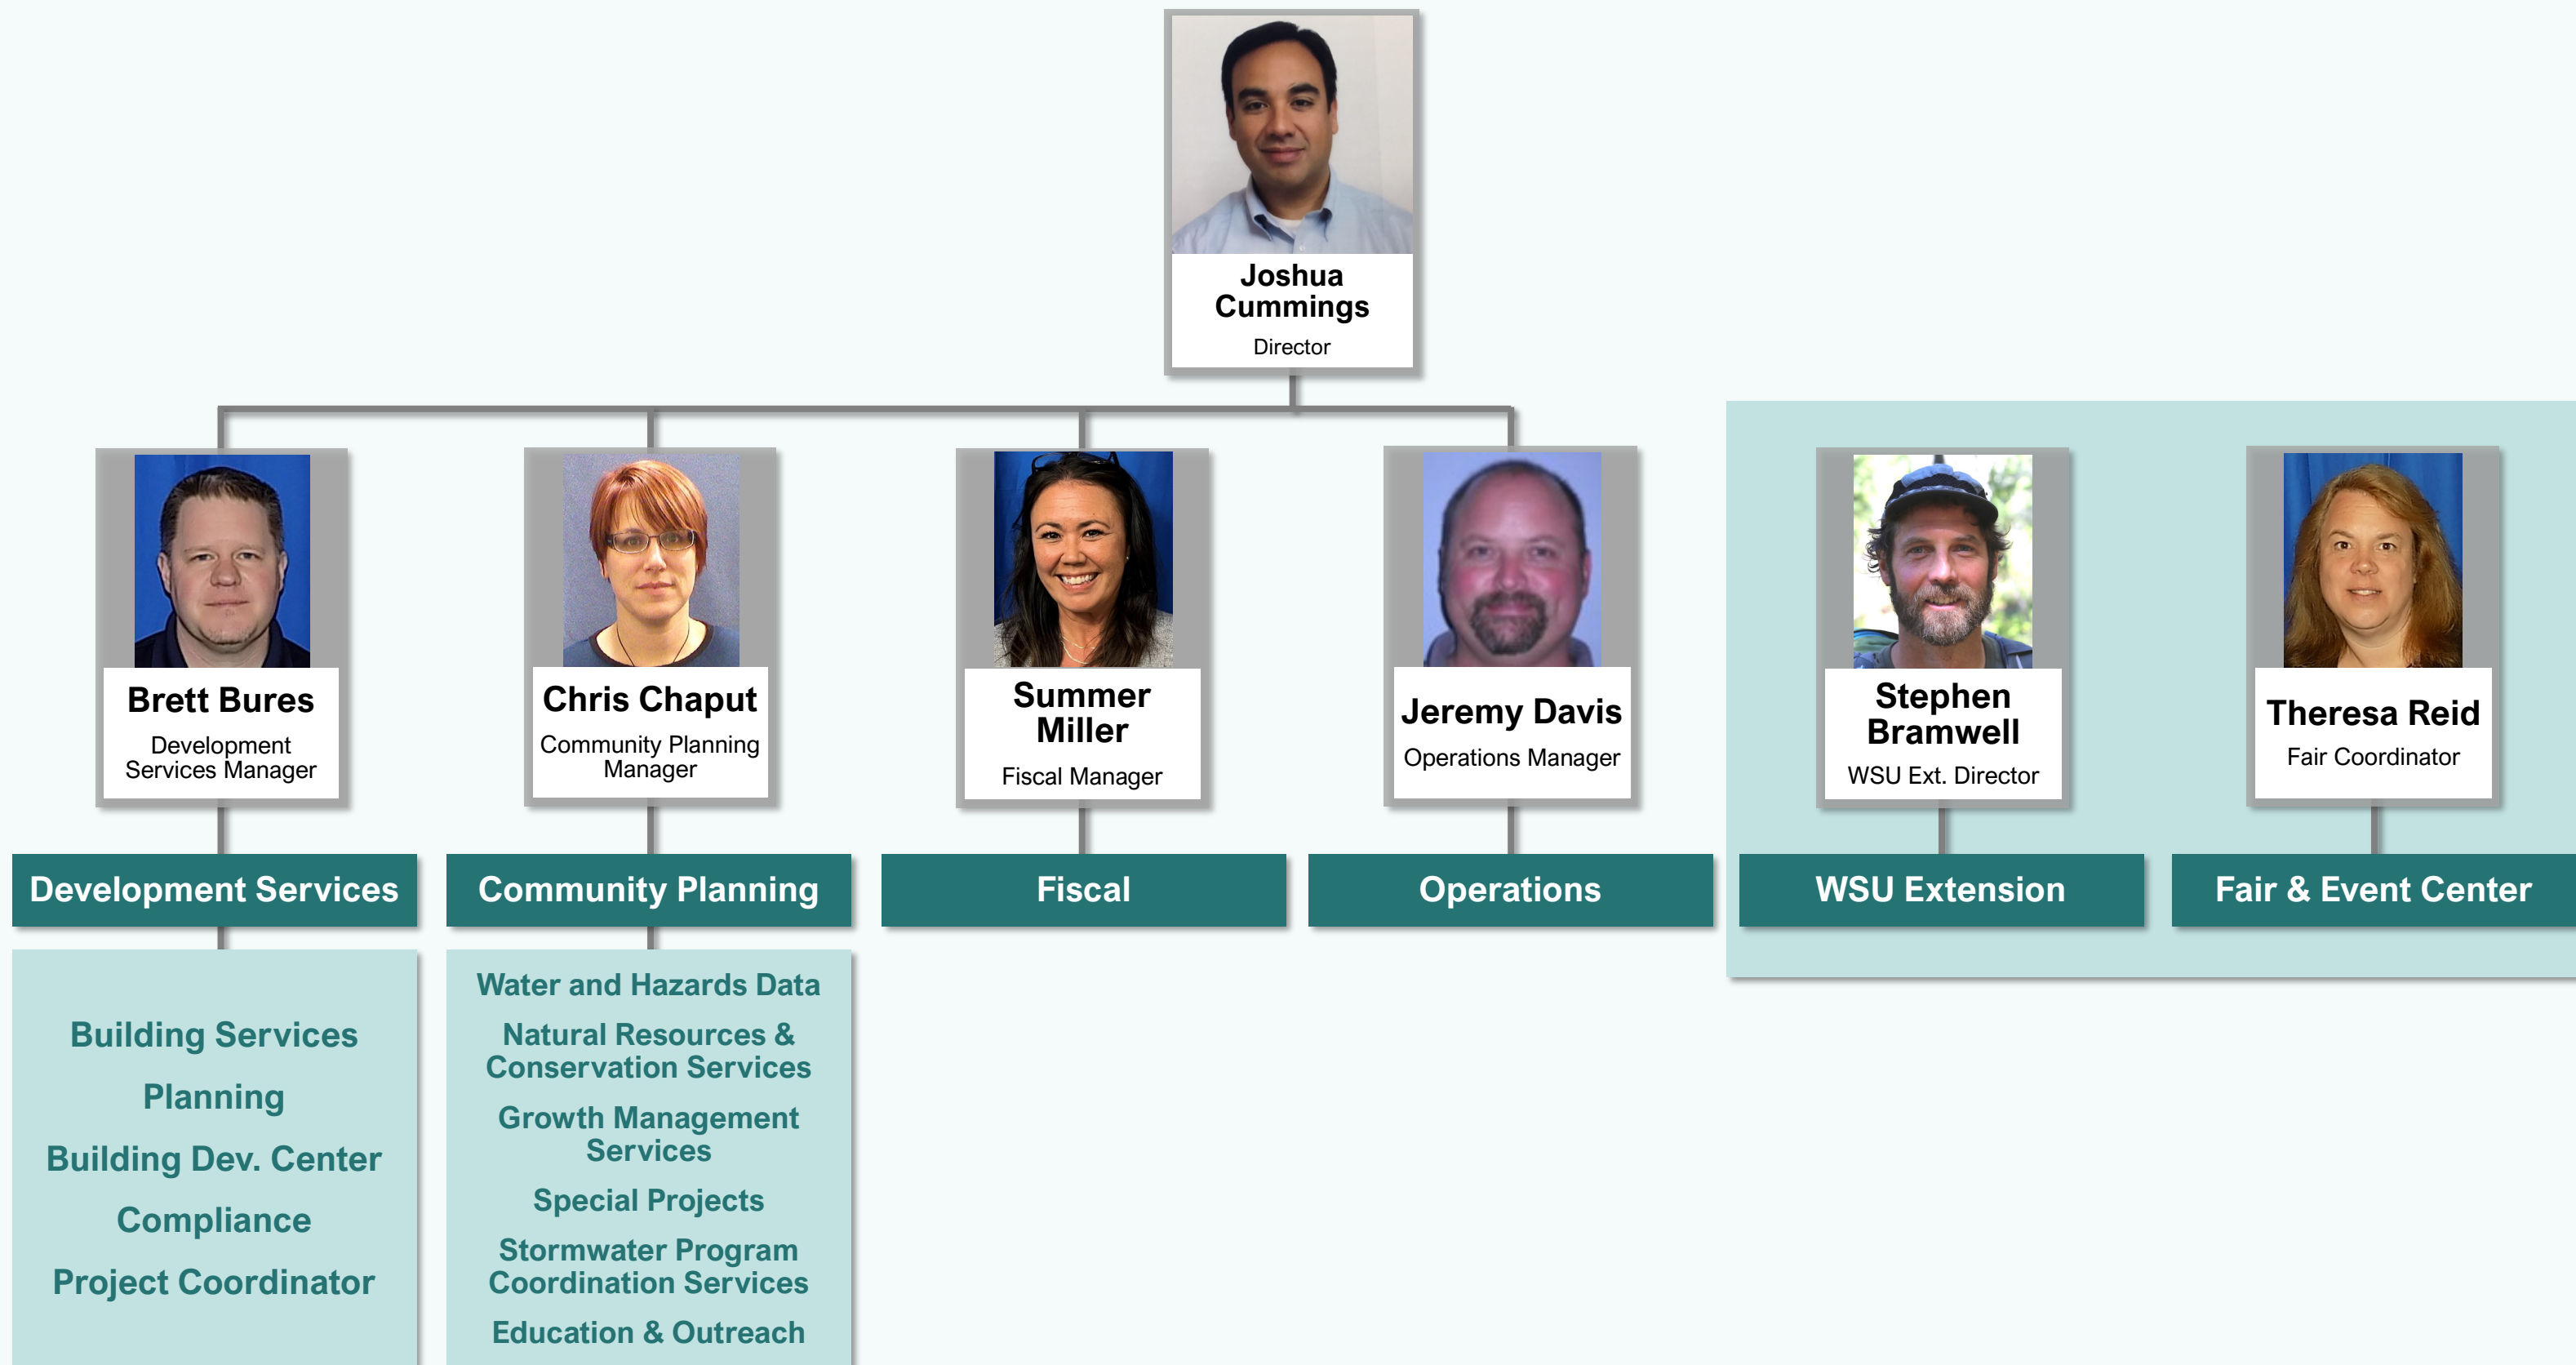 Joshua
Cummings
Director
Brett Bures
Development
Services Manager
Chris Chaput
Community Planning
Manager
Summer
Miller
Fiscal Manager
Jeremy Davis
Operations Manager
Stephen
Bramwell
WSU Ext. Director
Theresa Reid
Fair Coordinator
Development Services
Community Planning
Fiscal
Operations
WSU Extension
Fair & Event Center
Building Services
Planning
Building Dev. Center
Compliance
Project Coordinator
Water and Hazards Data
Natural Resources &
Conservation Services
Growth Management
Services
Special Projects
Stormwater Program
Coordination Services
Education & Outreach